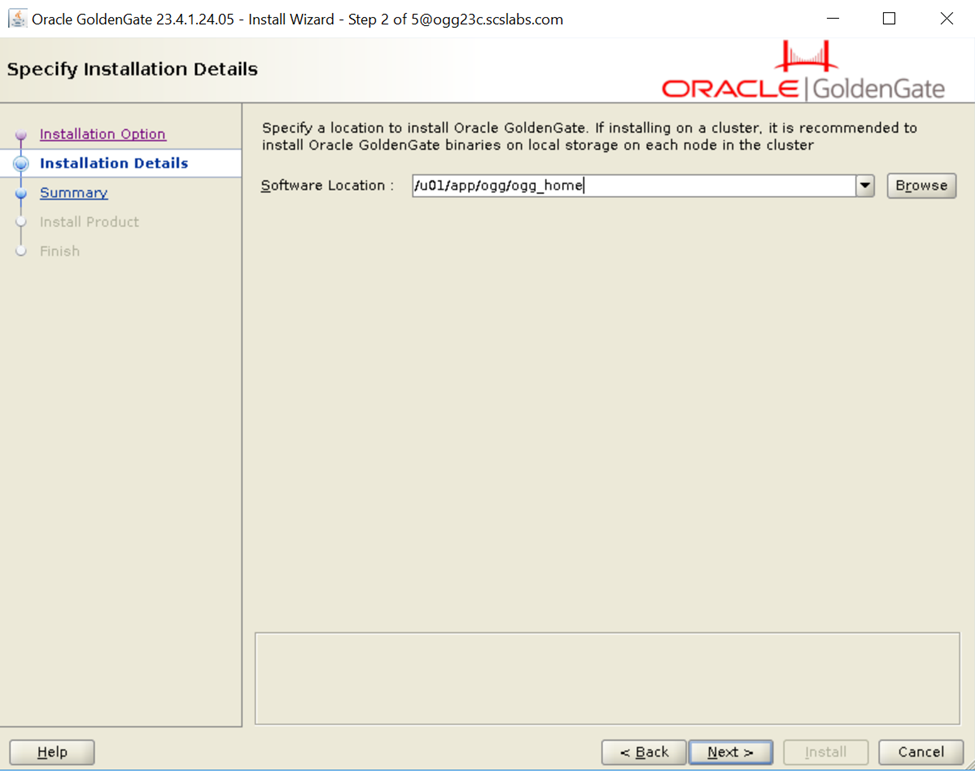 Oracle GoldenGate 23.4.1.24.05 - Install Wizard - Step 2 of 5@ogg23c.scslabs.com
Specify Installation Details
ORACLE | GoldenGate
Installation Option
Installation Details
Summary
Install Product
Finish
Specify a location to install Oracle GoldenGate. If installing on a cluster, it is recommended to
install Oracle GoldenGate binaries on local storage on each node in the cluster
Software Location :
/u01/app/ogg/ogg_home
Browse
Help
< Back
Next >
Install
Cancel